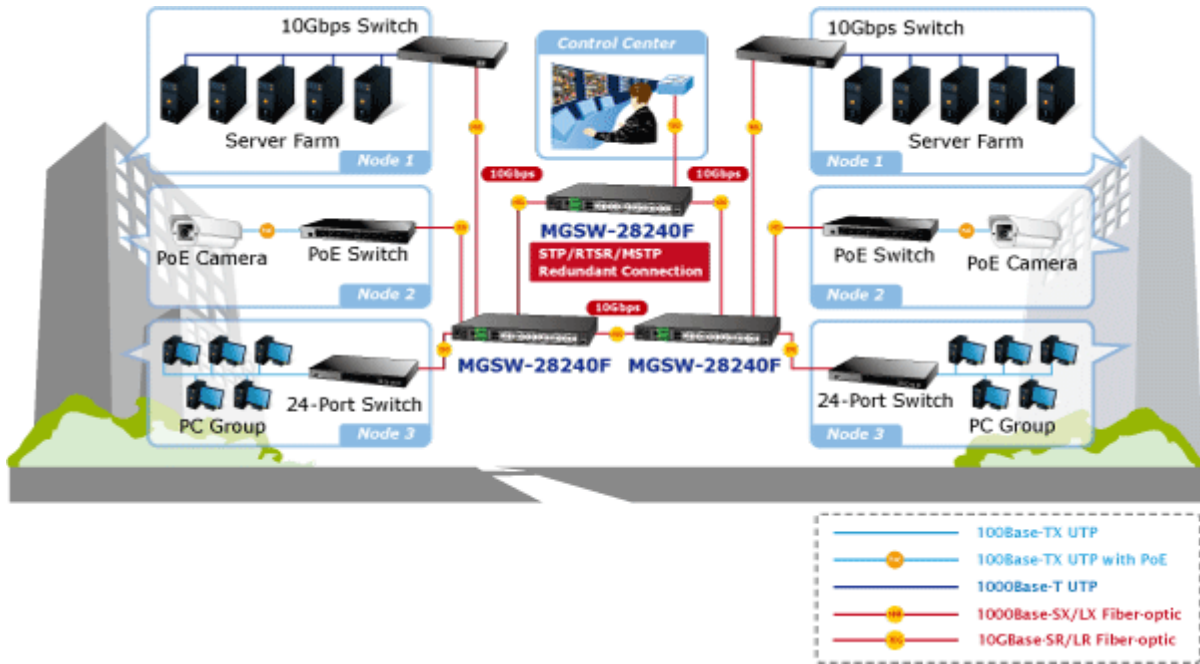 10Gbps Switch
Server Farm
Node 1
Control Center
10Gbps Switch
Server Farm
Node 1
10Gbps
10Gbps
MGSW-28240F
STP/RTSR/MSTP
Redundant Connection
PoE Camera
PoE Switch
Node 2
PoE Switch
PoE Camera
Node 2
10Gbps
MGSW-28240F
MGSW-28240F
PC Group
24-Port Switch
Node 3
24-Port Switch
PC Group
Node 3
100Base-TX UTP
100Base-TX UTP with PoE
1000Base-T UTP
1000Base-SX/LX Fiber-optic
10GBase-SR/LR Fiber-optic